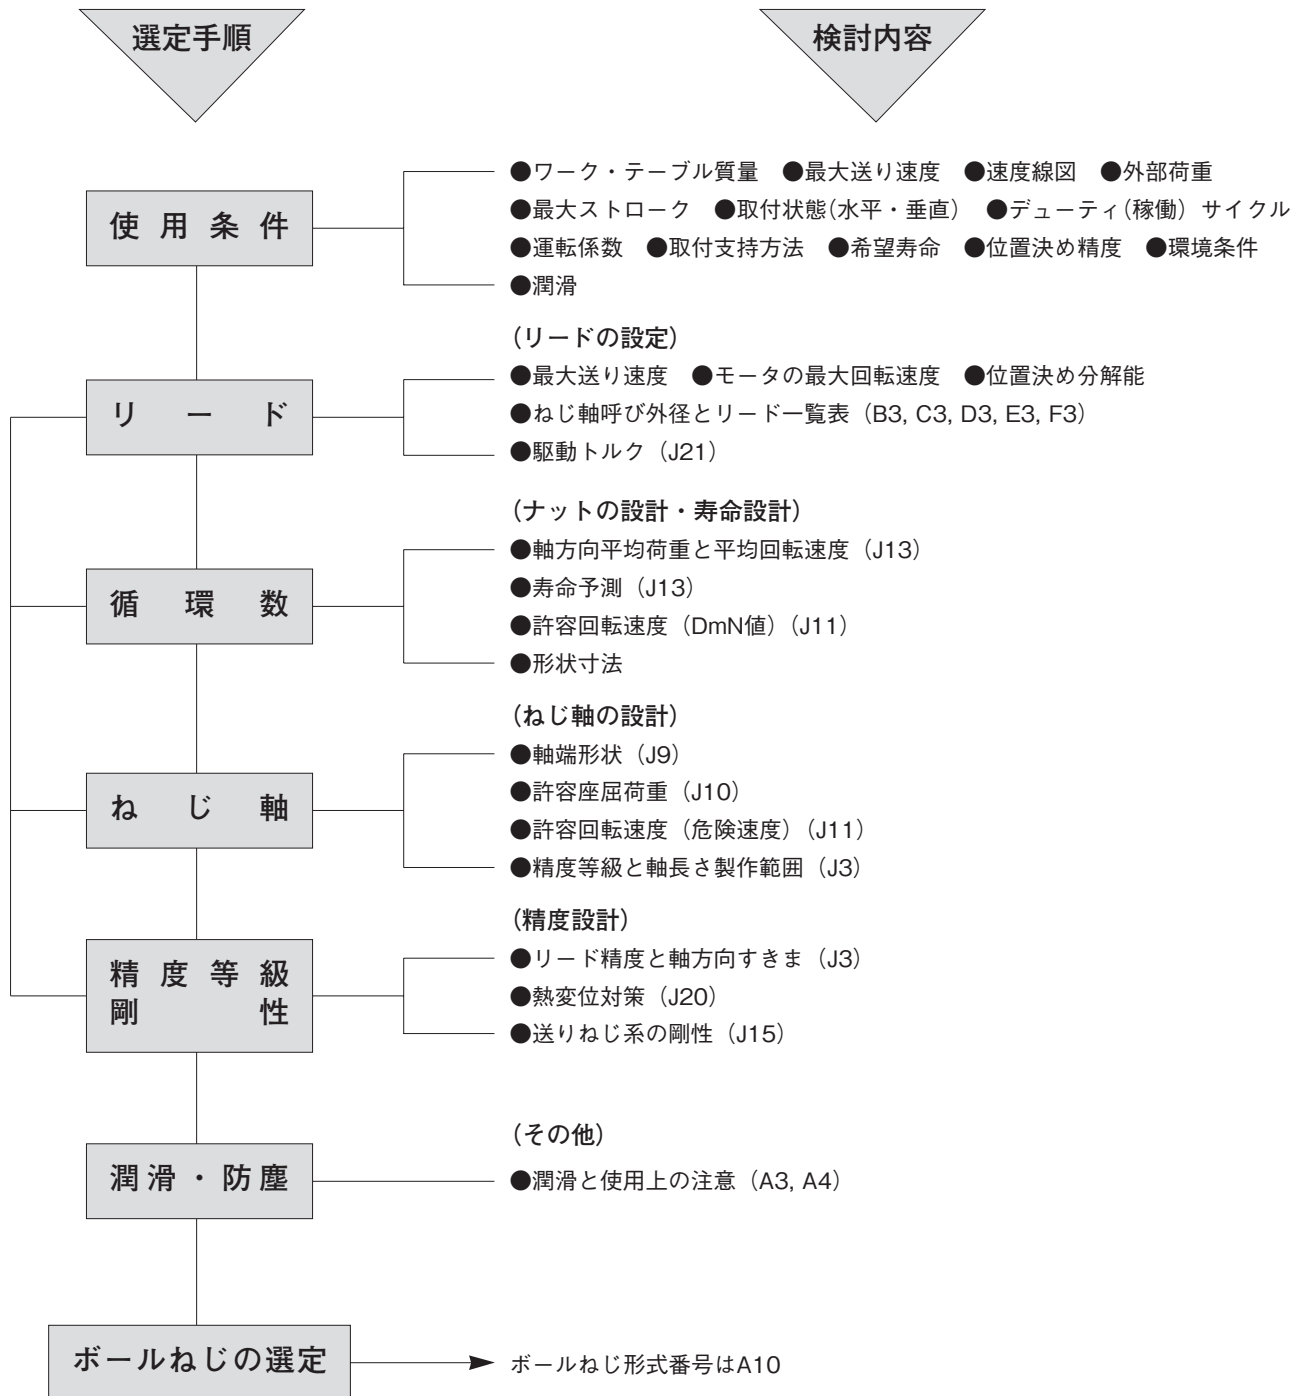 選定手順
検討内容
使用条件
●ワーク・テーブル質量 ●最大送り速度 ●速度線図 ●外部荷重
●最大ストローク ●取付状態(水平・垂直) ●デューティ(稼働)サイクル
●運転係数 ●取付支持方法 ●希望寿命 ●位置決め精度 ●環境条件
●潤滑
リード
(リードの設定)
●最大送り速度 ●モータの最大回転速度 ●位置決め分解能
●ねじ軸呼び外径とリード一覧表(B3, C3, D3, E3, F3)
●駆動トルク(J21)
循環数
(ナットの設計・寿命設計)
●軸方向平均荷重と平均回転速度(J13)
●寿命予測(J13)
●許容回転速度(DmN値)(J11)
●形状寸法
ねじ軸
(ねじ軸の設計)
●軸端形状(J9)
●許容座屈荷重(J10)
●許容回転速度(危険速度)(J11)
●精度等級と軸長さ製作範囲(J3)
精度等級
剛性
(精度設計)
●リード精度と軸方向すきま(J3)
●熱変位対策(J20)
●送りねじ系の剛性(J15)
潤滑・防塵
(その他)
●潤滑と使用上の注意(A3, A4)
ボールねじの選定
ボールねじ形式番号はA10